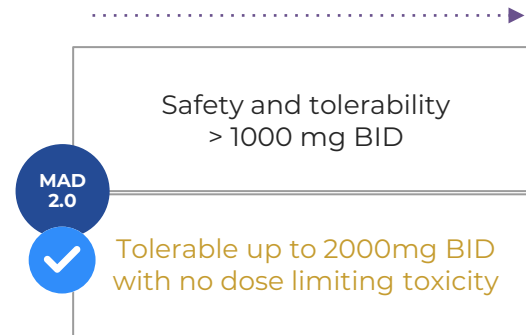 Safety and tolerability
> 1000 mg BID
MAD
2.0
Tolerable up to 2000mg BID
with no dose limiting toxicity